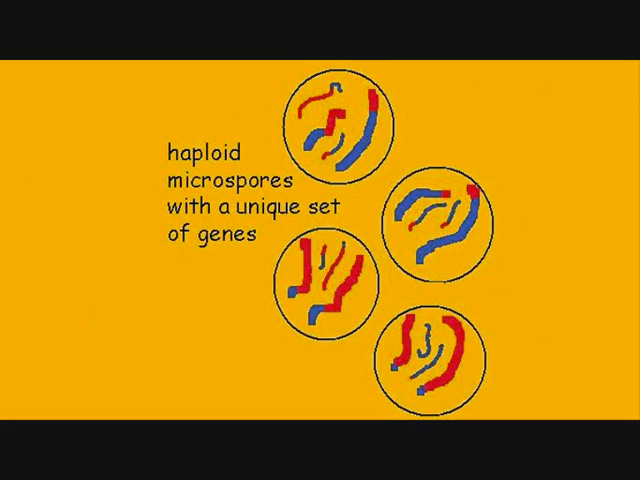 haploid
microspores
with a unique set
of genes